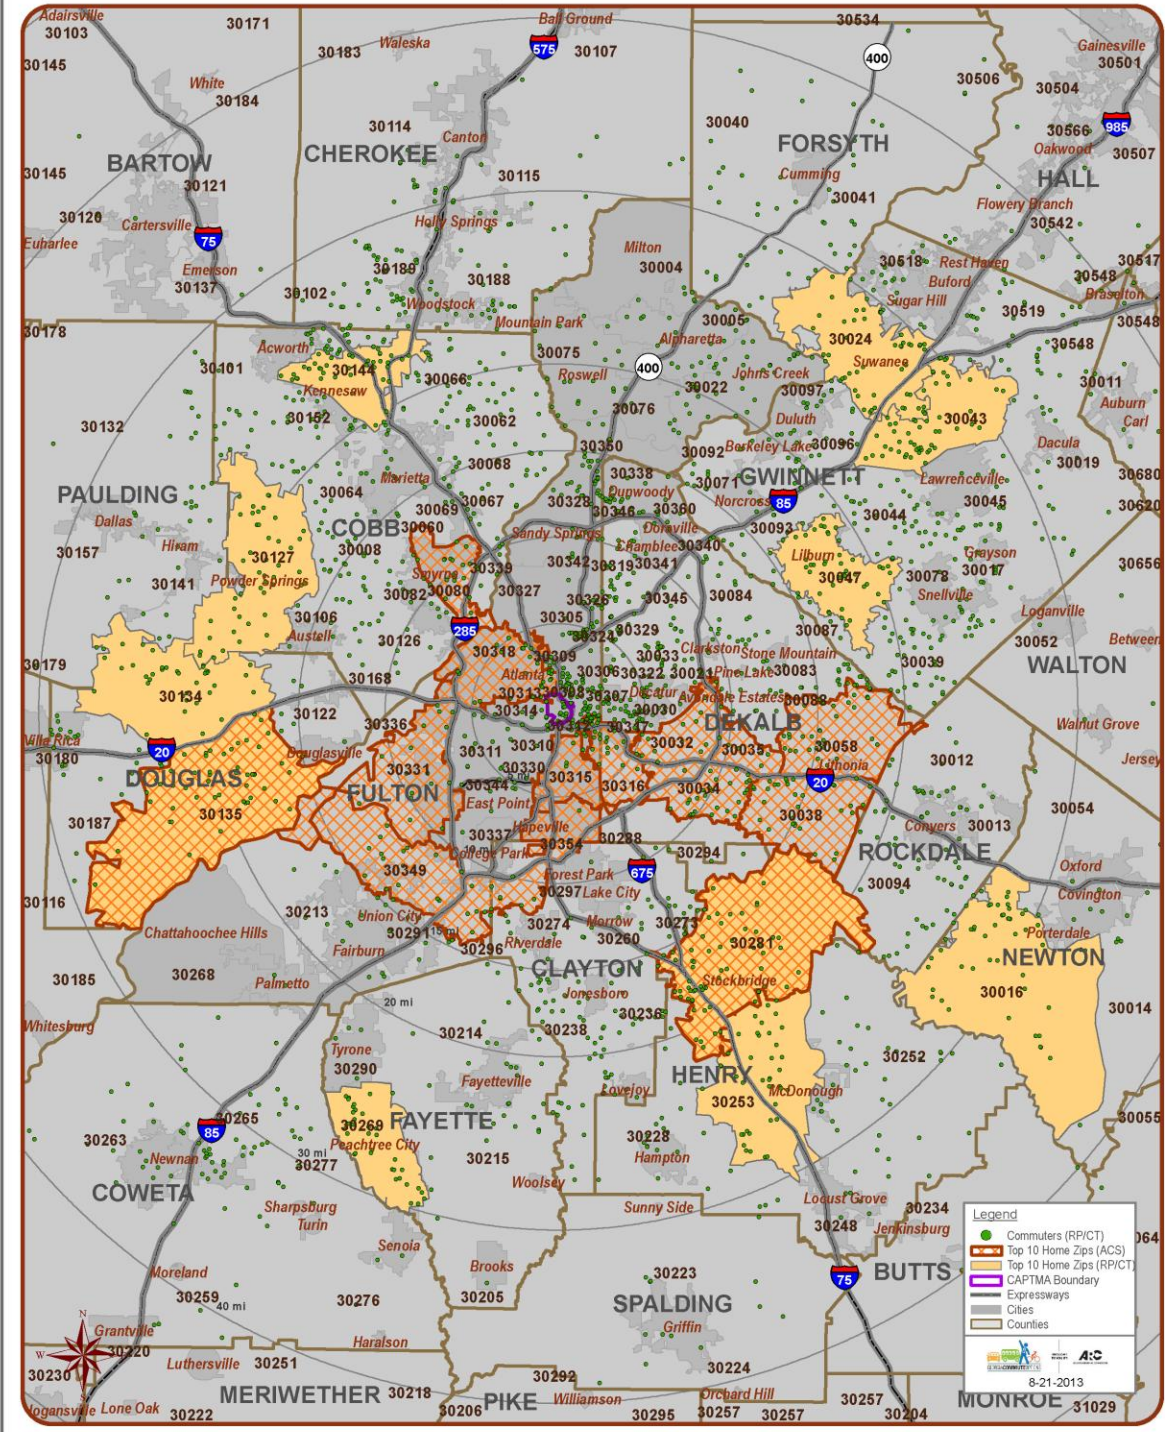 Adairsville
30103
30171
Ball Ground
30534
30183
Waleska
575
30107
400
Gainesville
30501
30145
White
30184
30506
30504
30114
Canton
30040
FORSYTH
30566
985
Oakwood
30507
BARTOW
CHEROKEE
30145
30121
30115
Cumming
HALL
30041
Flowery Branch
30542
30120
Cartersville
Holly Springs
Euharlee
75
Milton
30004
Emerson
30137
30189
30188
30518
Rest Haven
Buford
30548
30517
30102
Woodstock
Sugar Hill
Braselton
30178
Mountain Park
30005
30519
30548
Acworth
30075
Alpharetta
30024
30548
30101
30144
Roswell
400
Johns Creek
Suwanee
Kennesaw
30066
30022
30097
30011
30152
30062
30076
Duluth
30043
Auburn
Carl
30132
30350
30092
Berkeley Lake
30096
Dacula
30019
30068
30338
GWINNETT
Marietta
Dunwoody
30071
Lawrenceville
30680
PAULDING
30064
30067
30328
30346
30360
Norcross
85
30045
30620
Dallas
30069
COBB
30060
Sandy Springs
Doraville
30093
30044
30157
Hiram
30008
Chamblee
30340
Lilburn
Grayson
30127
30339
30342
30319
30341
30047
30078
30017
30656
30141
Powder Springs
Smyrna
30082
30080
30327
30326
30345
30084
Snellville
30106
30305
Loganville
Austell
285
30126
30324
30329
30087
30052
Between
30318
30309
30033
Clarkston
Stone Mountain
30179
30039
WALTON
30134
30168
Atlanta
30306
30322
30021
Pine Lake
30083
30313
30308
30307
Decatur
Avondale Estates
30088
30122
30314
30030
30336
30312
30317
DEKALB
Walnut Grove
Villa Rica
20
30180
Douglasville
30311
30310
30032
30035
30058
30012
Jersey
DOUGLAS
30331
30330
5 mi
30315
Lithonia
FULTON
30344
30316
30034
20
30135
East Point
30038
30054
30187
30337
Hapeville
30288
Conyers
30013
10 mi
College Park
30354
30294
ROCKDALE
Oxford
30349
Forest Park
675
30094
Covington
30116
30297
Lake City
30213
Union City
30291
15 mi
30274
Morrow
30273
Porterdale
Chattahoochee Hills
Fairburn
30296
Riverdale
30260
30281
NEWTON
30185
30268
Palmetto
CLAYTON
Stockbridge
Jonesboro
30016
20 mi
30236
30014
Whitesburg
30214
30238
Tyrone
30290
HENRY
30252
Fayetteville
Lovejoy
McDonough
30265
30253
30263
85
30269
FAYETTE
30055
Peachtree City
30228
Newnan
30 mi
30277
30215
Hampton
COWETA
Woolsey
Sharpsburg
Sunny Side
Locust Grove
30234
Turin
30248
Jenkinsburg
Senoia
Moreland
Brooks
30223
75
BUTTS
30259
40 mi
30276
30205
SPALDING
Griffin
Grantville
30220
Haralson
Luthersville
30251
30224
30230
MERIWETHER
30218
30292
Orchard Hill
PIKE
Williamson
30257
MONROE
Lone Oak
30222
30206
30295
30257
30257
30204
31029
Legend
Commuters (RP/CT)
Top 10 Home Zips (ACS)
Top 10 Home Zips (RP/CT)
CAPTMA Boundary
Expressways
Cities
Counties
8-21-2013
N
W